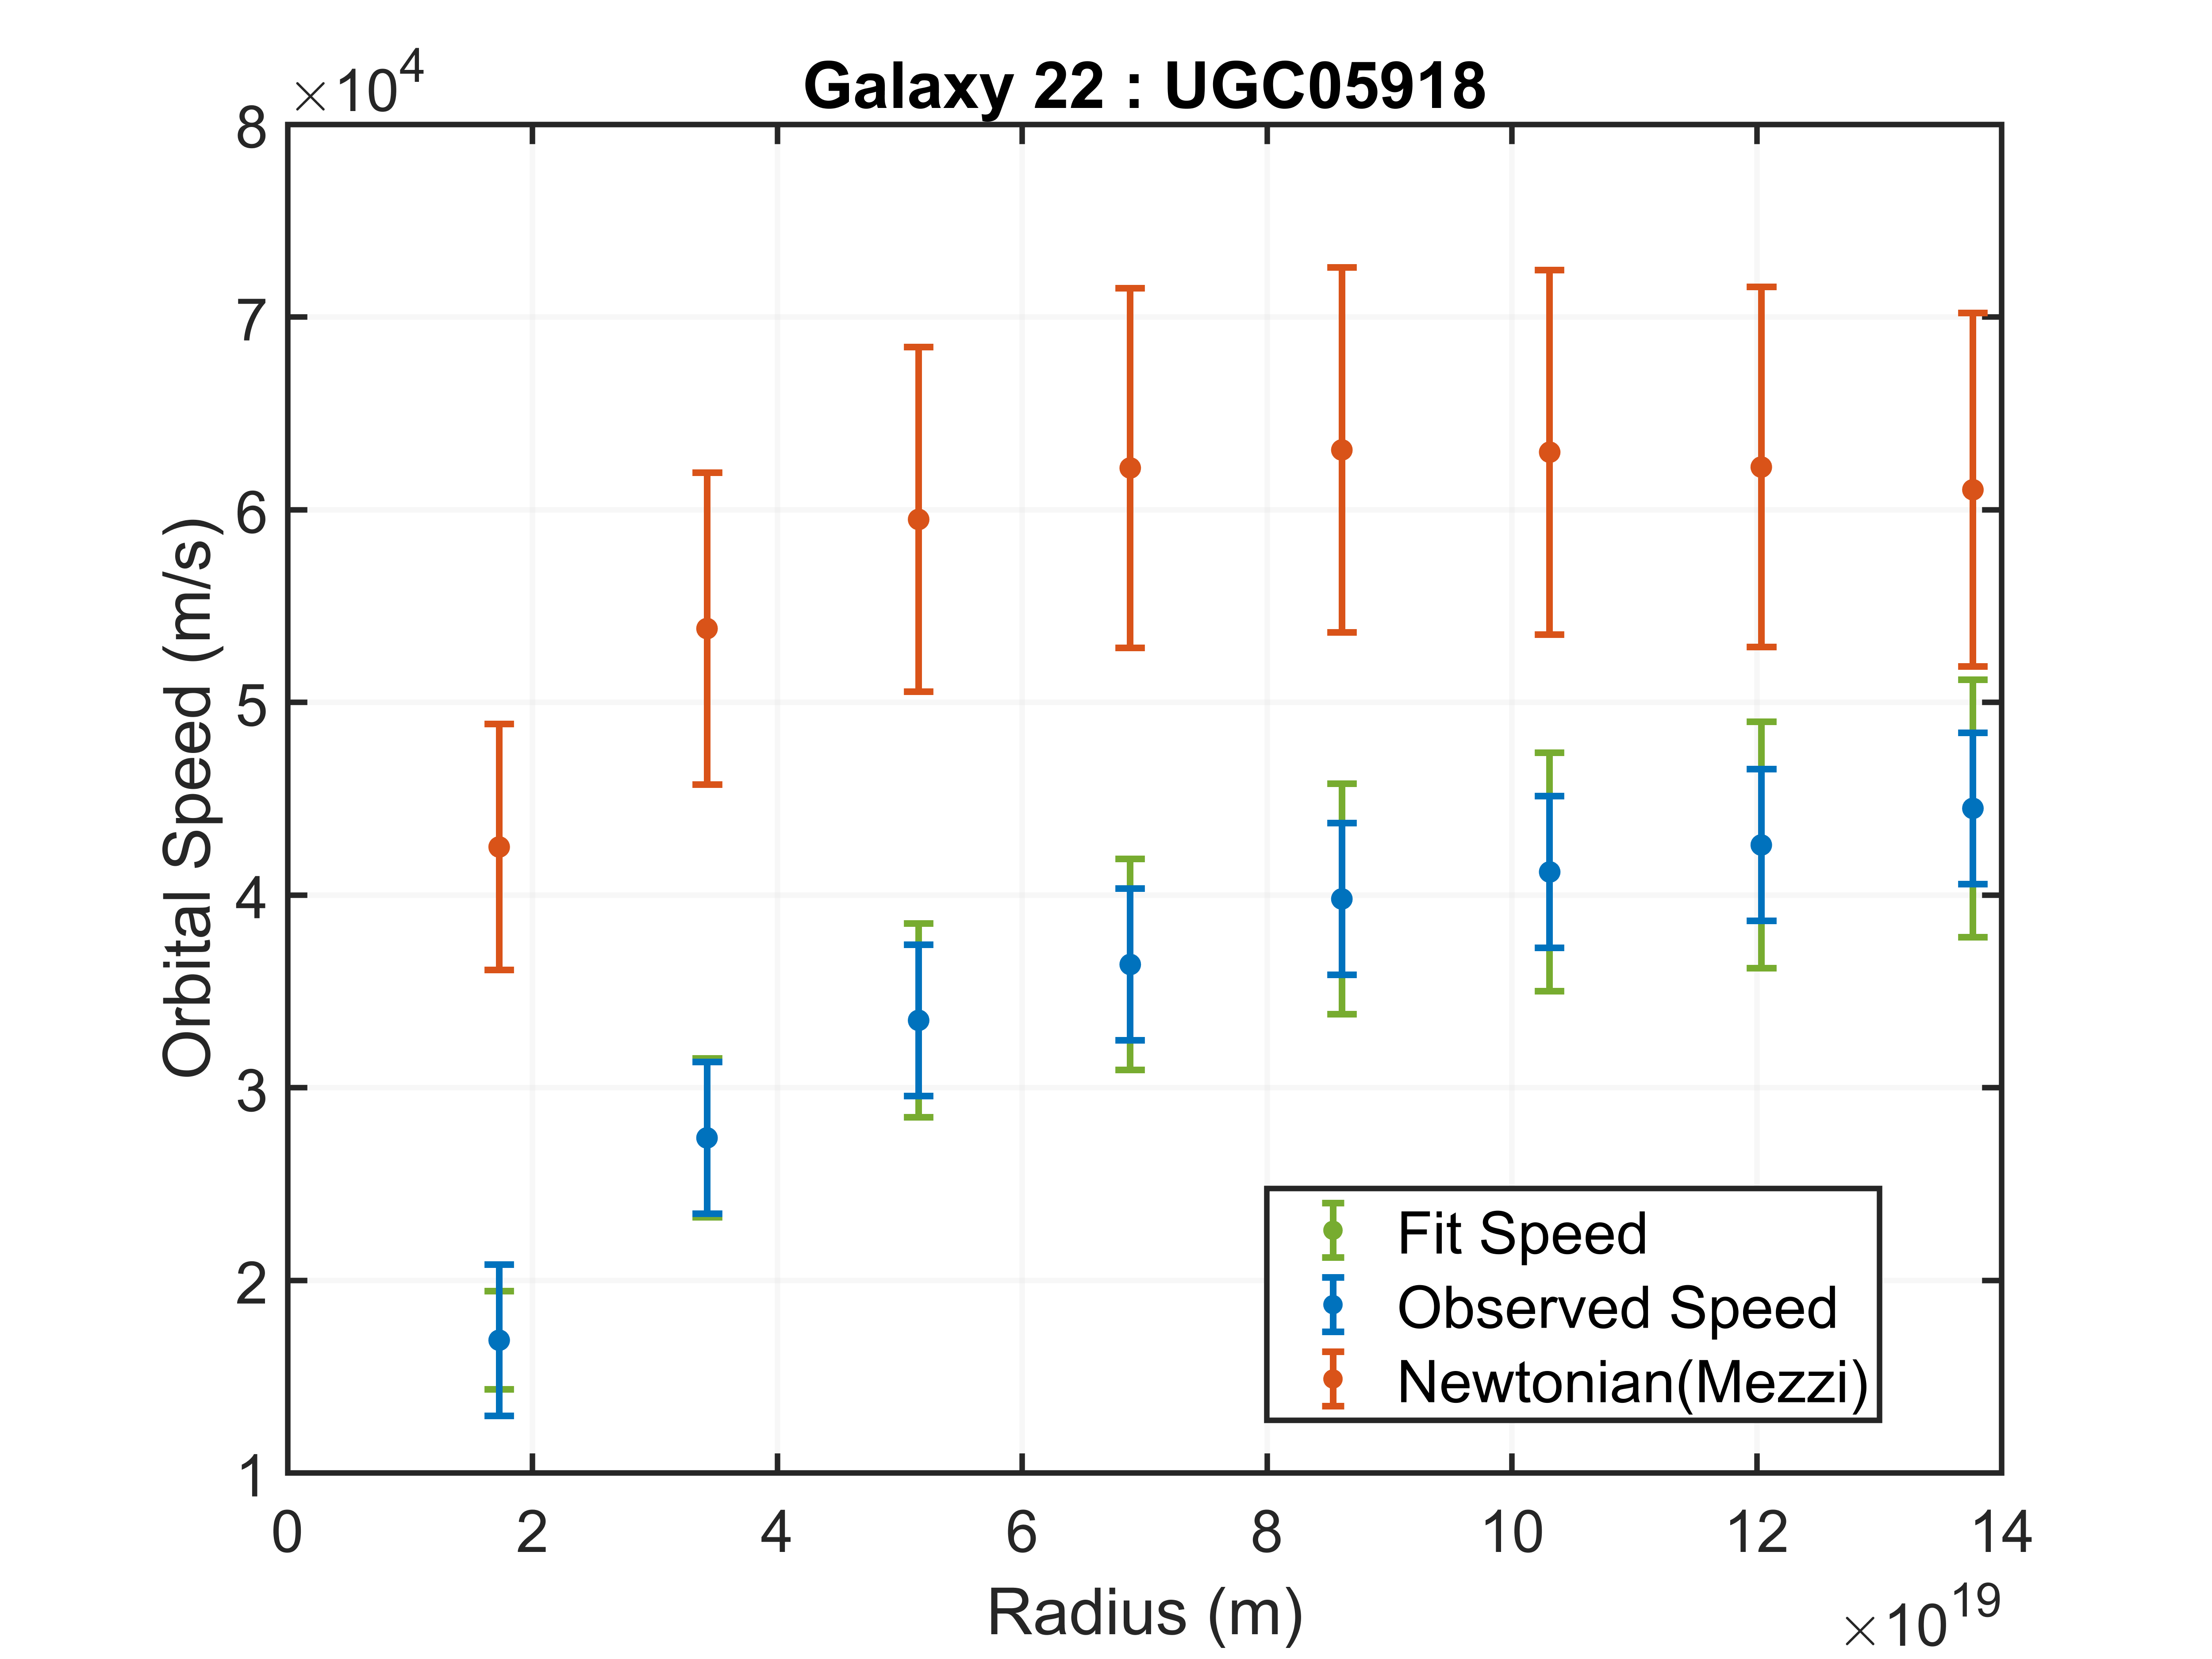 Galaxy 22 : UGC05918
×10⁴
8
7
6
5
4
3
2
1
Orbital Speed (m/s)
Fit Speed
Observed Speed
Newtonian(Mezzi)
0 2 4 6 8 10 12 14
Radius (m)
×10¹⁹